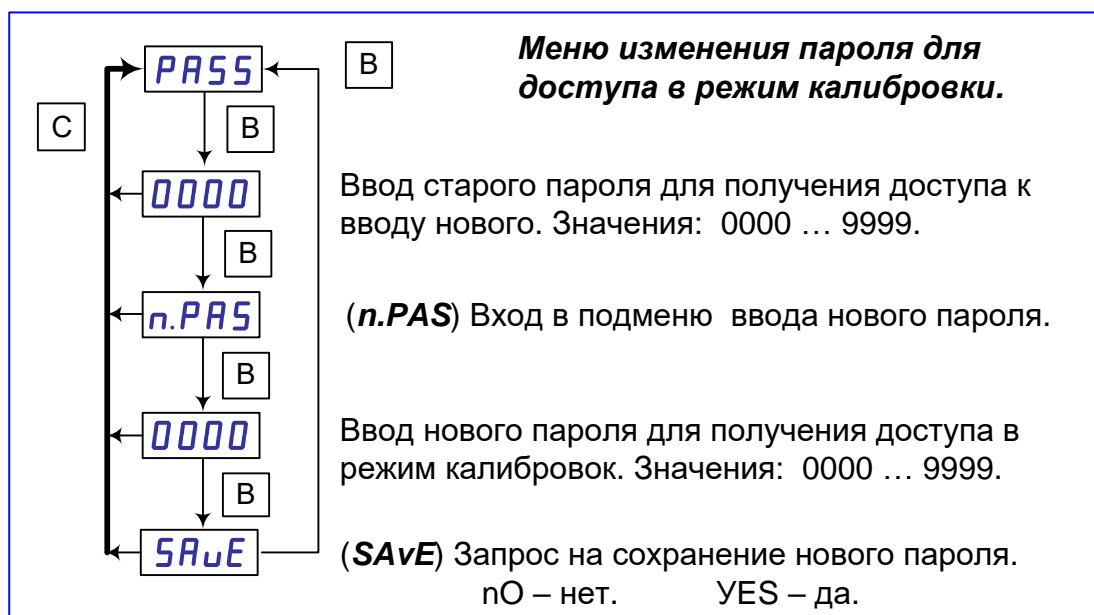 Меню изменения пароля для
доступа в режим калибровки.
PASS
B
C
B
0000
Ввод старого пароля для получения доступа к
вводу нового. Значения: 0000 … 9999.
B
n.PAS
(n.PAS) Вход в подменю ввода нового пароля.
B
0000
Ввод нового пароля для получения доступа в
режим калибровок. Значения: 0000 … 9999.
B
SAuE
(SAvE) Запрос на сохранение нового пароля.
nO – нет. УES – да.